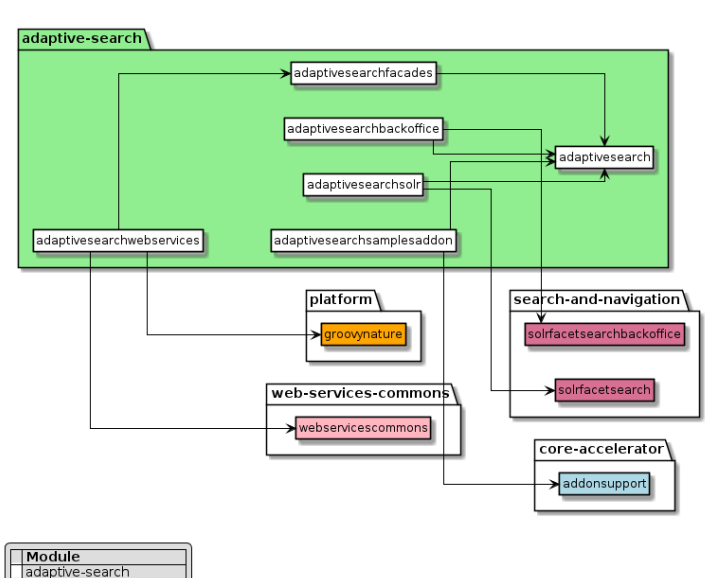 adaptive-search
adaptivesearchfacades
adaptivesearchbackoffice
adaptivesearch
adaptivesearchsolr
adaptivesearchwebservices
adaptivesearchsamplesaddon
platform
groovynature
search-and-navigation
solrfacetsearchbackoffice
solrfacetsearch
web-services-commons
webservicescommons
core-accelerator
addonsupport
Module
adaptive-search